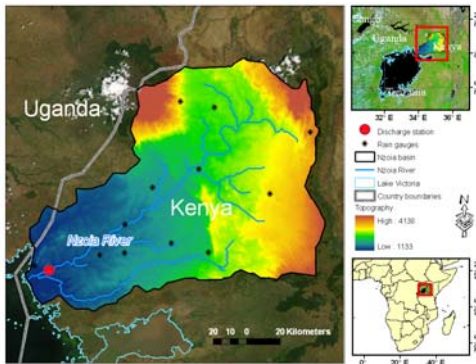 Uganda
Kenya
Nzoia River
20 10 0 20 Kilometers
Uganda
Kenya
32°E 34°E 36°E
Discharge station
Rain gauges
Nzoia basin
Nzoia River
Lake Victoria
Country boundaries
Topography
High : 4136
Low : 1133
N